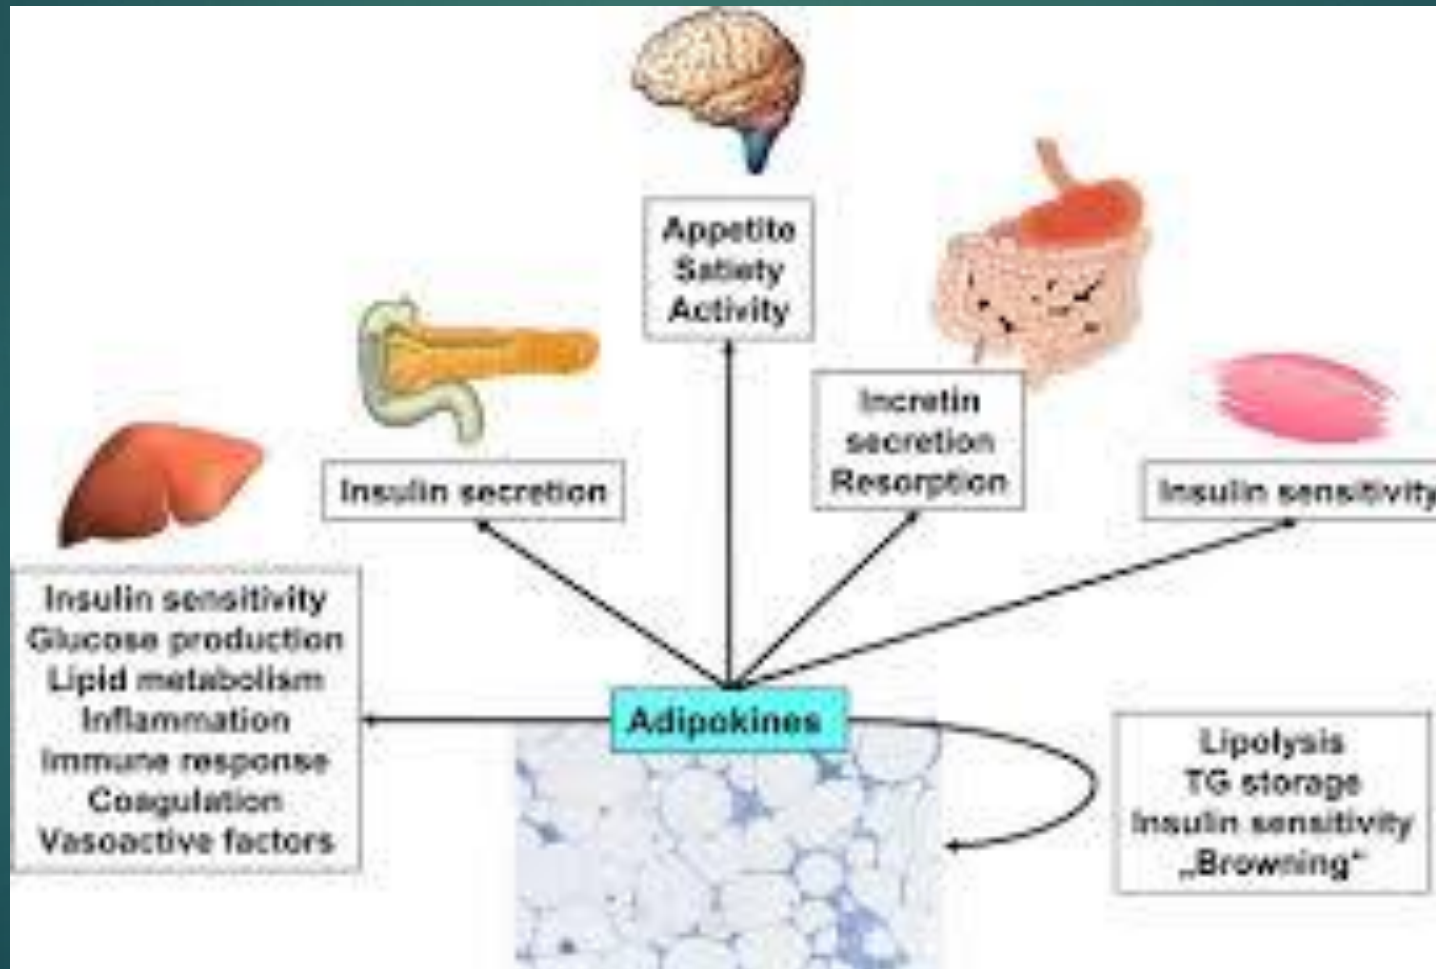 Appetite
Satiety
Activity
Incretin
secretion
Resorption
Insulin secretion
Insulin sensitivity
Insulin sensitivity
Glucose production
Lipid metabolism
Inflammation
Immune response
Coagulation
Vasoactive factors
Adipokines
Lipolysis
TG storage
Insulin sensitivity
„Browning“